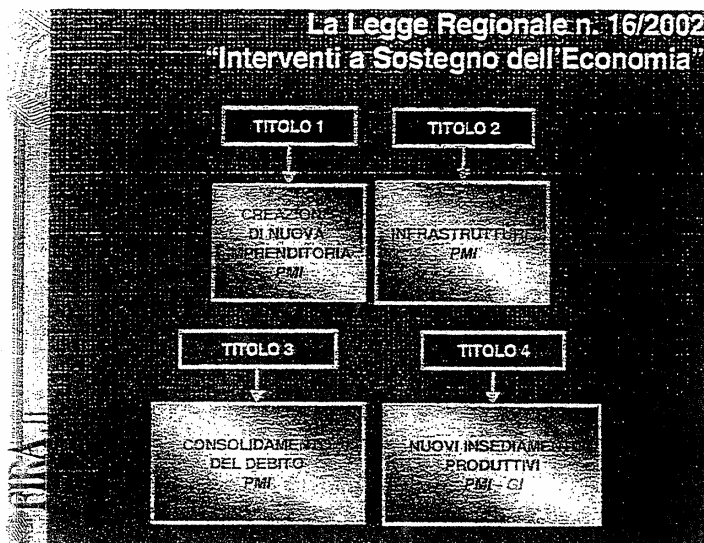 La Legge Regionale n. 16/2002
"Interventi a Sostegno dell'Economia"
TITOLO 1
TITOLO 2
CREAZIONE
DI NUOVA
IMPRENDITORIA
PMI
INFRASTRUTTURE
PMI
TITOLO 3
TITOLO 4
CONSOLIDAMENTO
DEL DEBITO
PMI
NUOVI INSEDIAMENTI
PRODUTTIVI
PMI - GI
FIRA